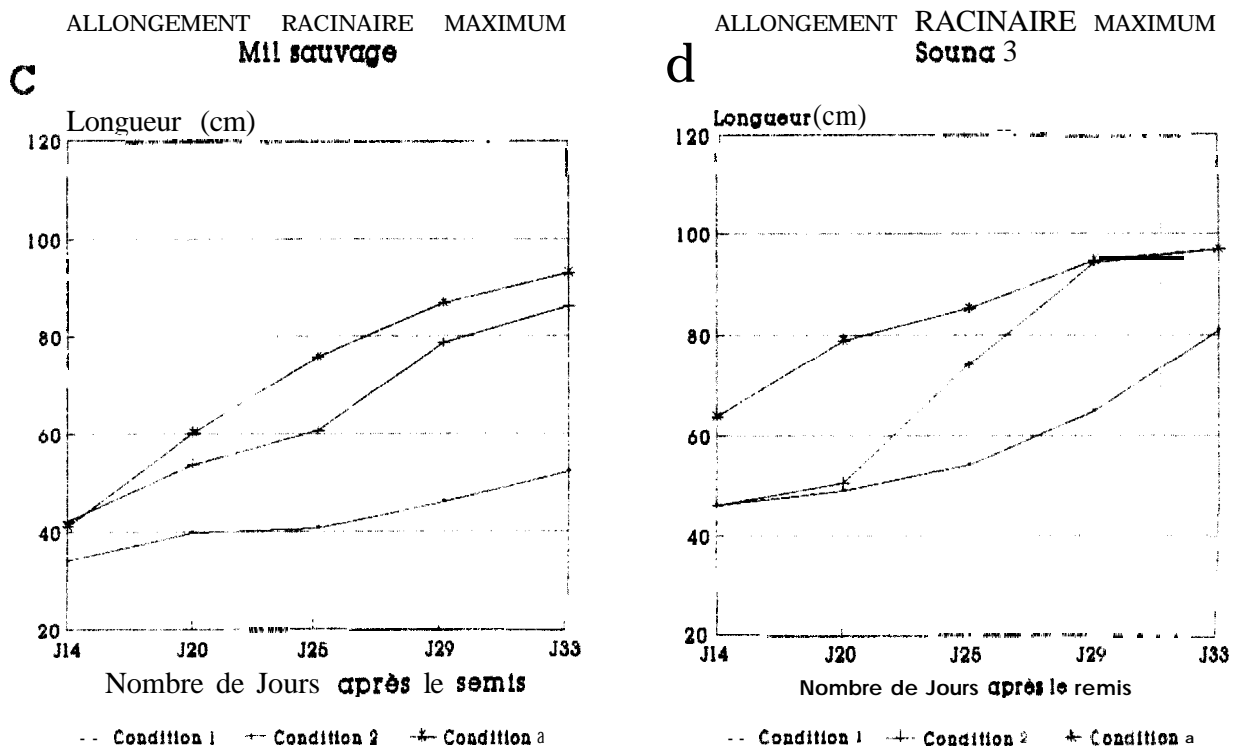 ALLONGEMENT RACINAIRE MAXIMUM
Mil sauvage
C
Longueur (cm)
120
100
80
60
40
20
J14 J20 J25 J29 J33
Nombre de Jours après le semis
-- Condition 1 -+- Condition 2 -*- Condition a
ALLONGEMENT RACINAIRE MAXIMUM
Souna 3
d
Longueur (cm)
120
100
80
60
40
20
J14 J20 J25 J29 J33
Nombre de Jours après le remis
-- Condition 1 -+- Condition 2 -*- Condition a